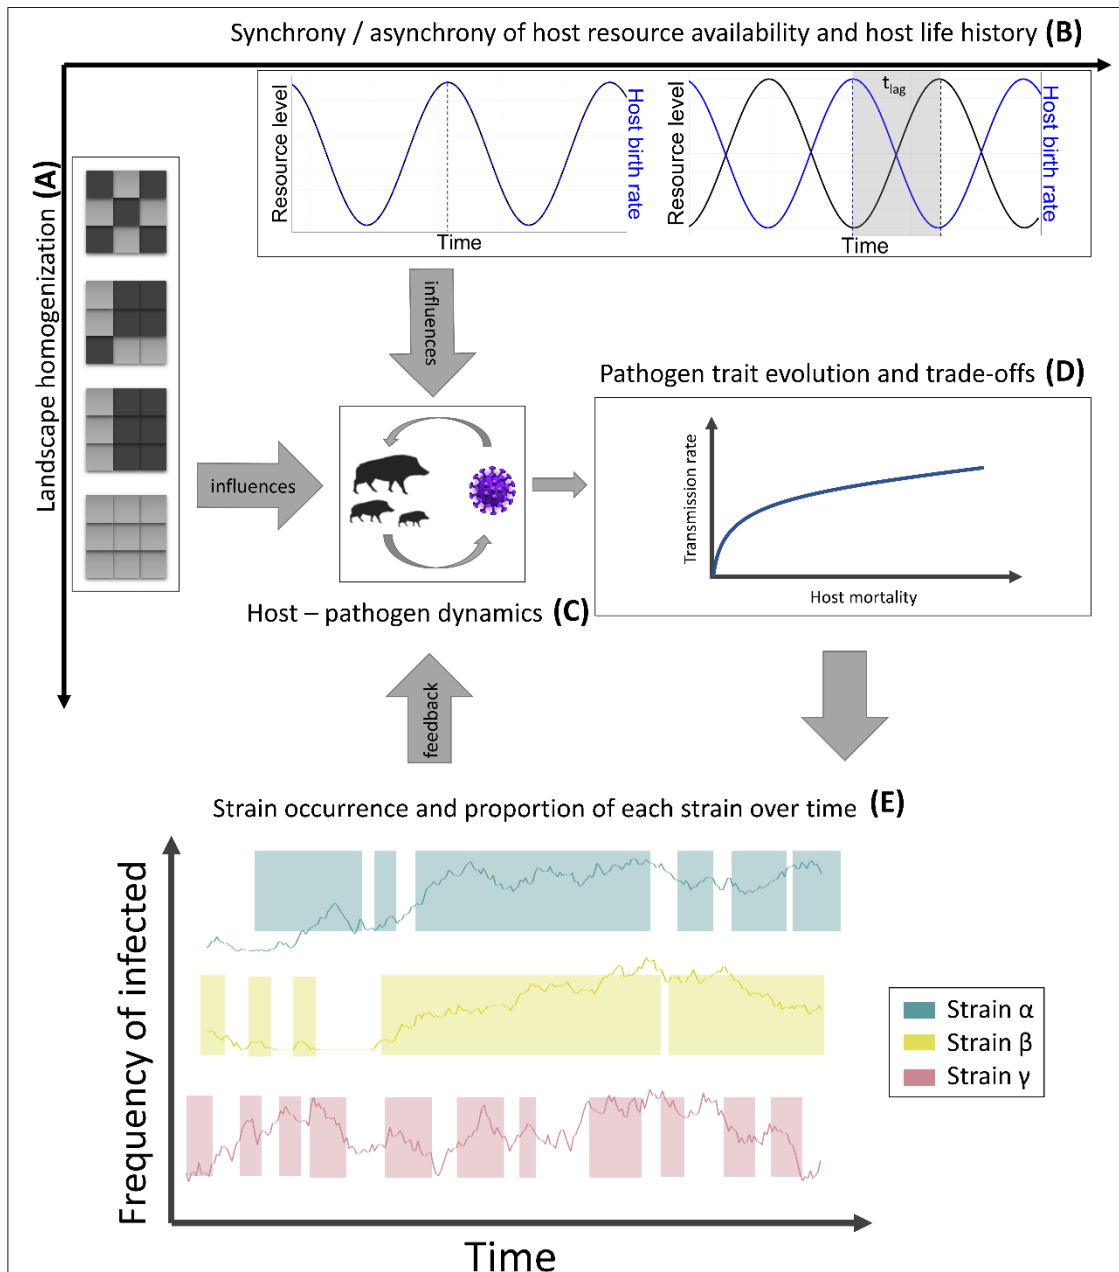 Synchrony / asynchrony of host resource availability and host life history (B)
Landscape homogenization (A)
Resource level
Host birth rate
Time
Resource level
t_lag
Host birth rate
Time
influences
influences
Pathogen trait evolution and trade-offs (D)
Transmission rate
Host mortality
Host – pathogen dynamics (C)
feedback
Strain occurrence and proportion of each strain over time (E)
Frequency of infected
Time
Strain α
Strain β
Strain γ